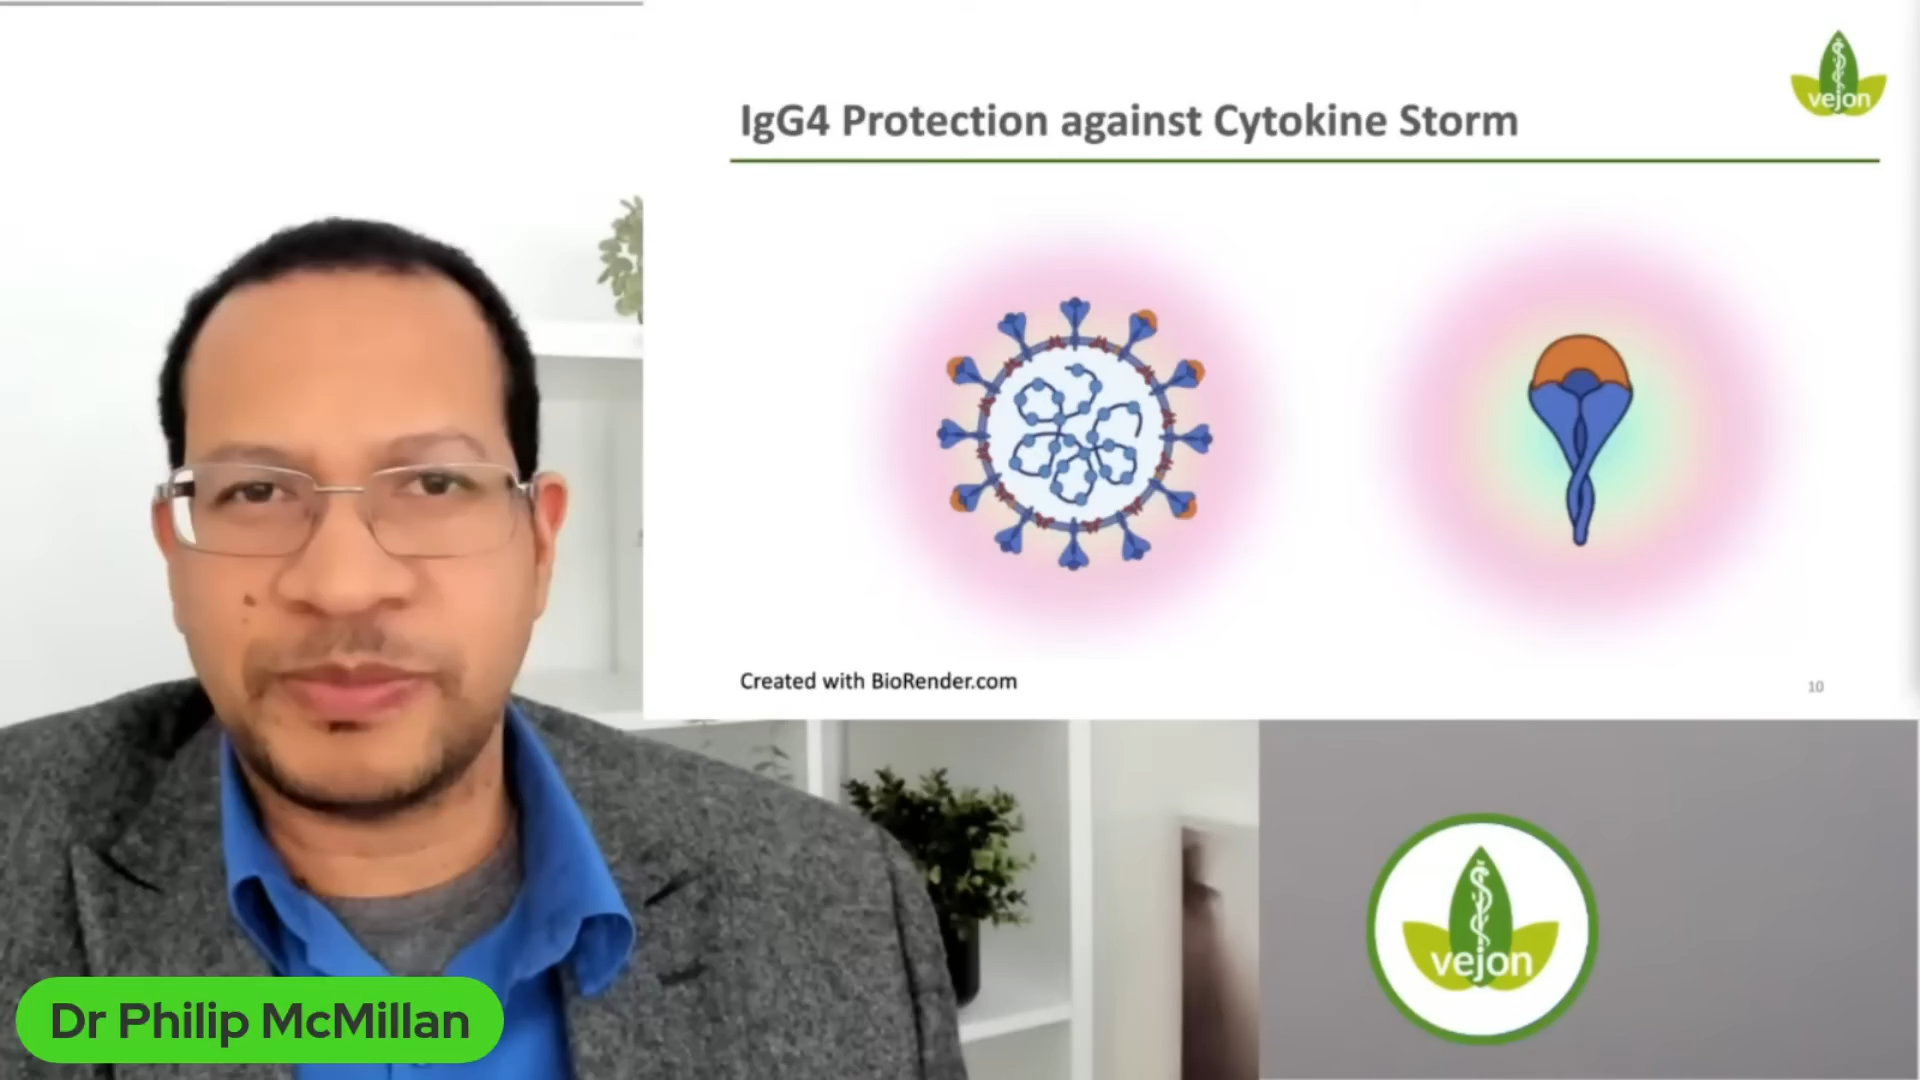 IgG4 Protection against Cytokine Storm
vejon
Created with BioRender.com
10
vejon
Dr Philip McMillan